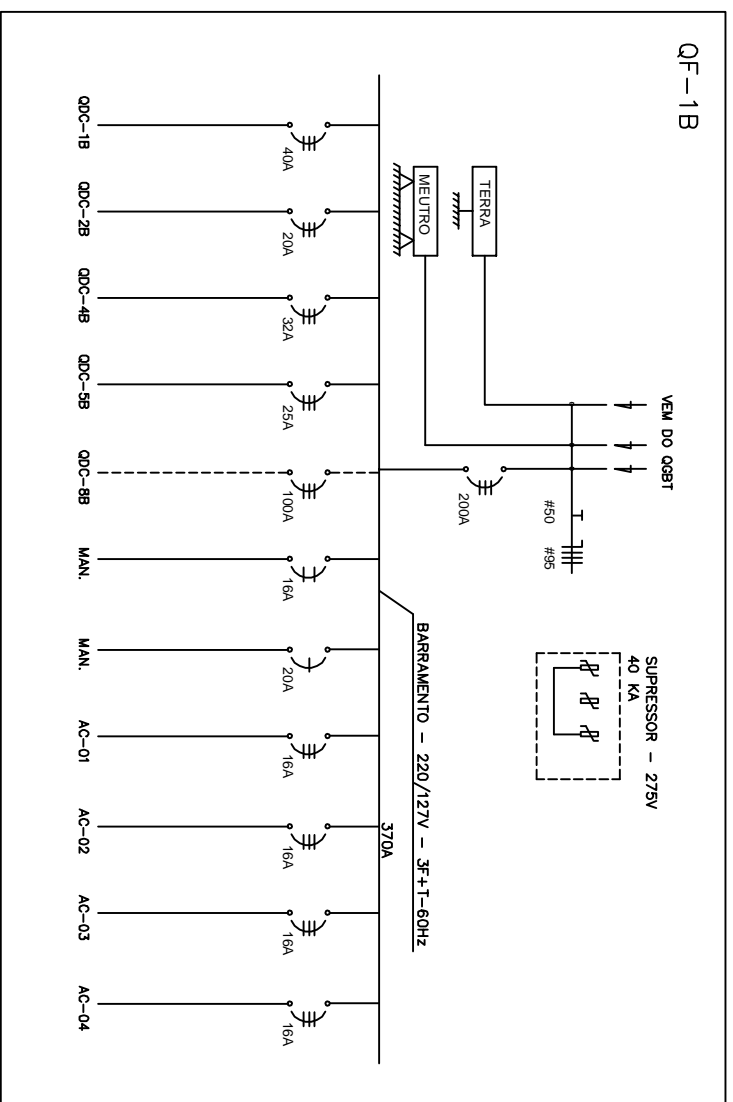 QF-1B
VEM DO QGBT
TERRA
MEUTRO
#50
#95
200A
SUPRESSOR - 275V
40 KA
BARRAMENTO - 220/127V - 3F+T-60Hz
370A
40A
20A
32A
25A
100A
16A
20A
16A
16A
16A
16A
QDC-1B
QDC-2B
QDC-4B
QDC-5B
QDC-8B
MAN.
MAN.
AC-01
AC-02
AC-03
AC-04